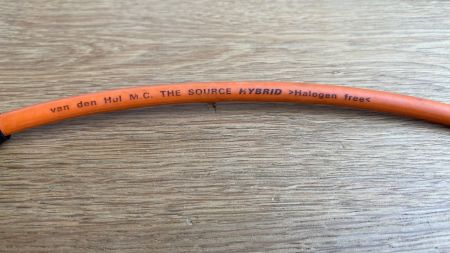 van den Hul M.C. THE SOURCE HYBRID >Halogen free<